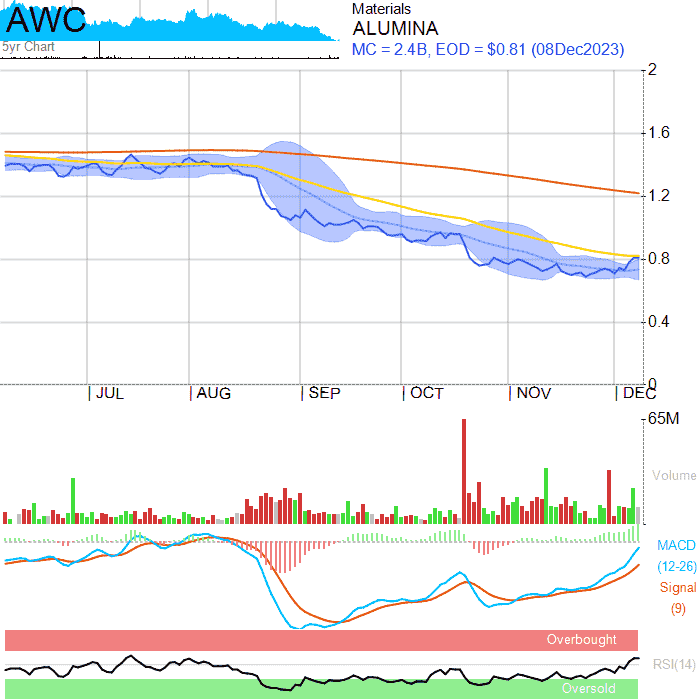 AWC
5yr Chart
Materials
ALUMINA
MC = 2.4B, EOD = $0.81 (08Dec2023)
2
1.6
1.2
0.8
0.4
0
JUL
AUG
SEP
OCT
NOV
DEC
65M
Volume
MACD
(12-26)
Signal
(9)
Overbought
RSI(14)
Oversold